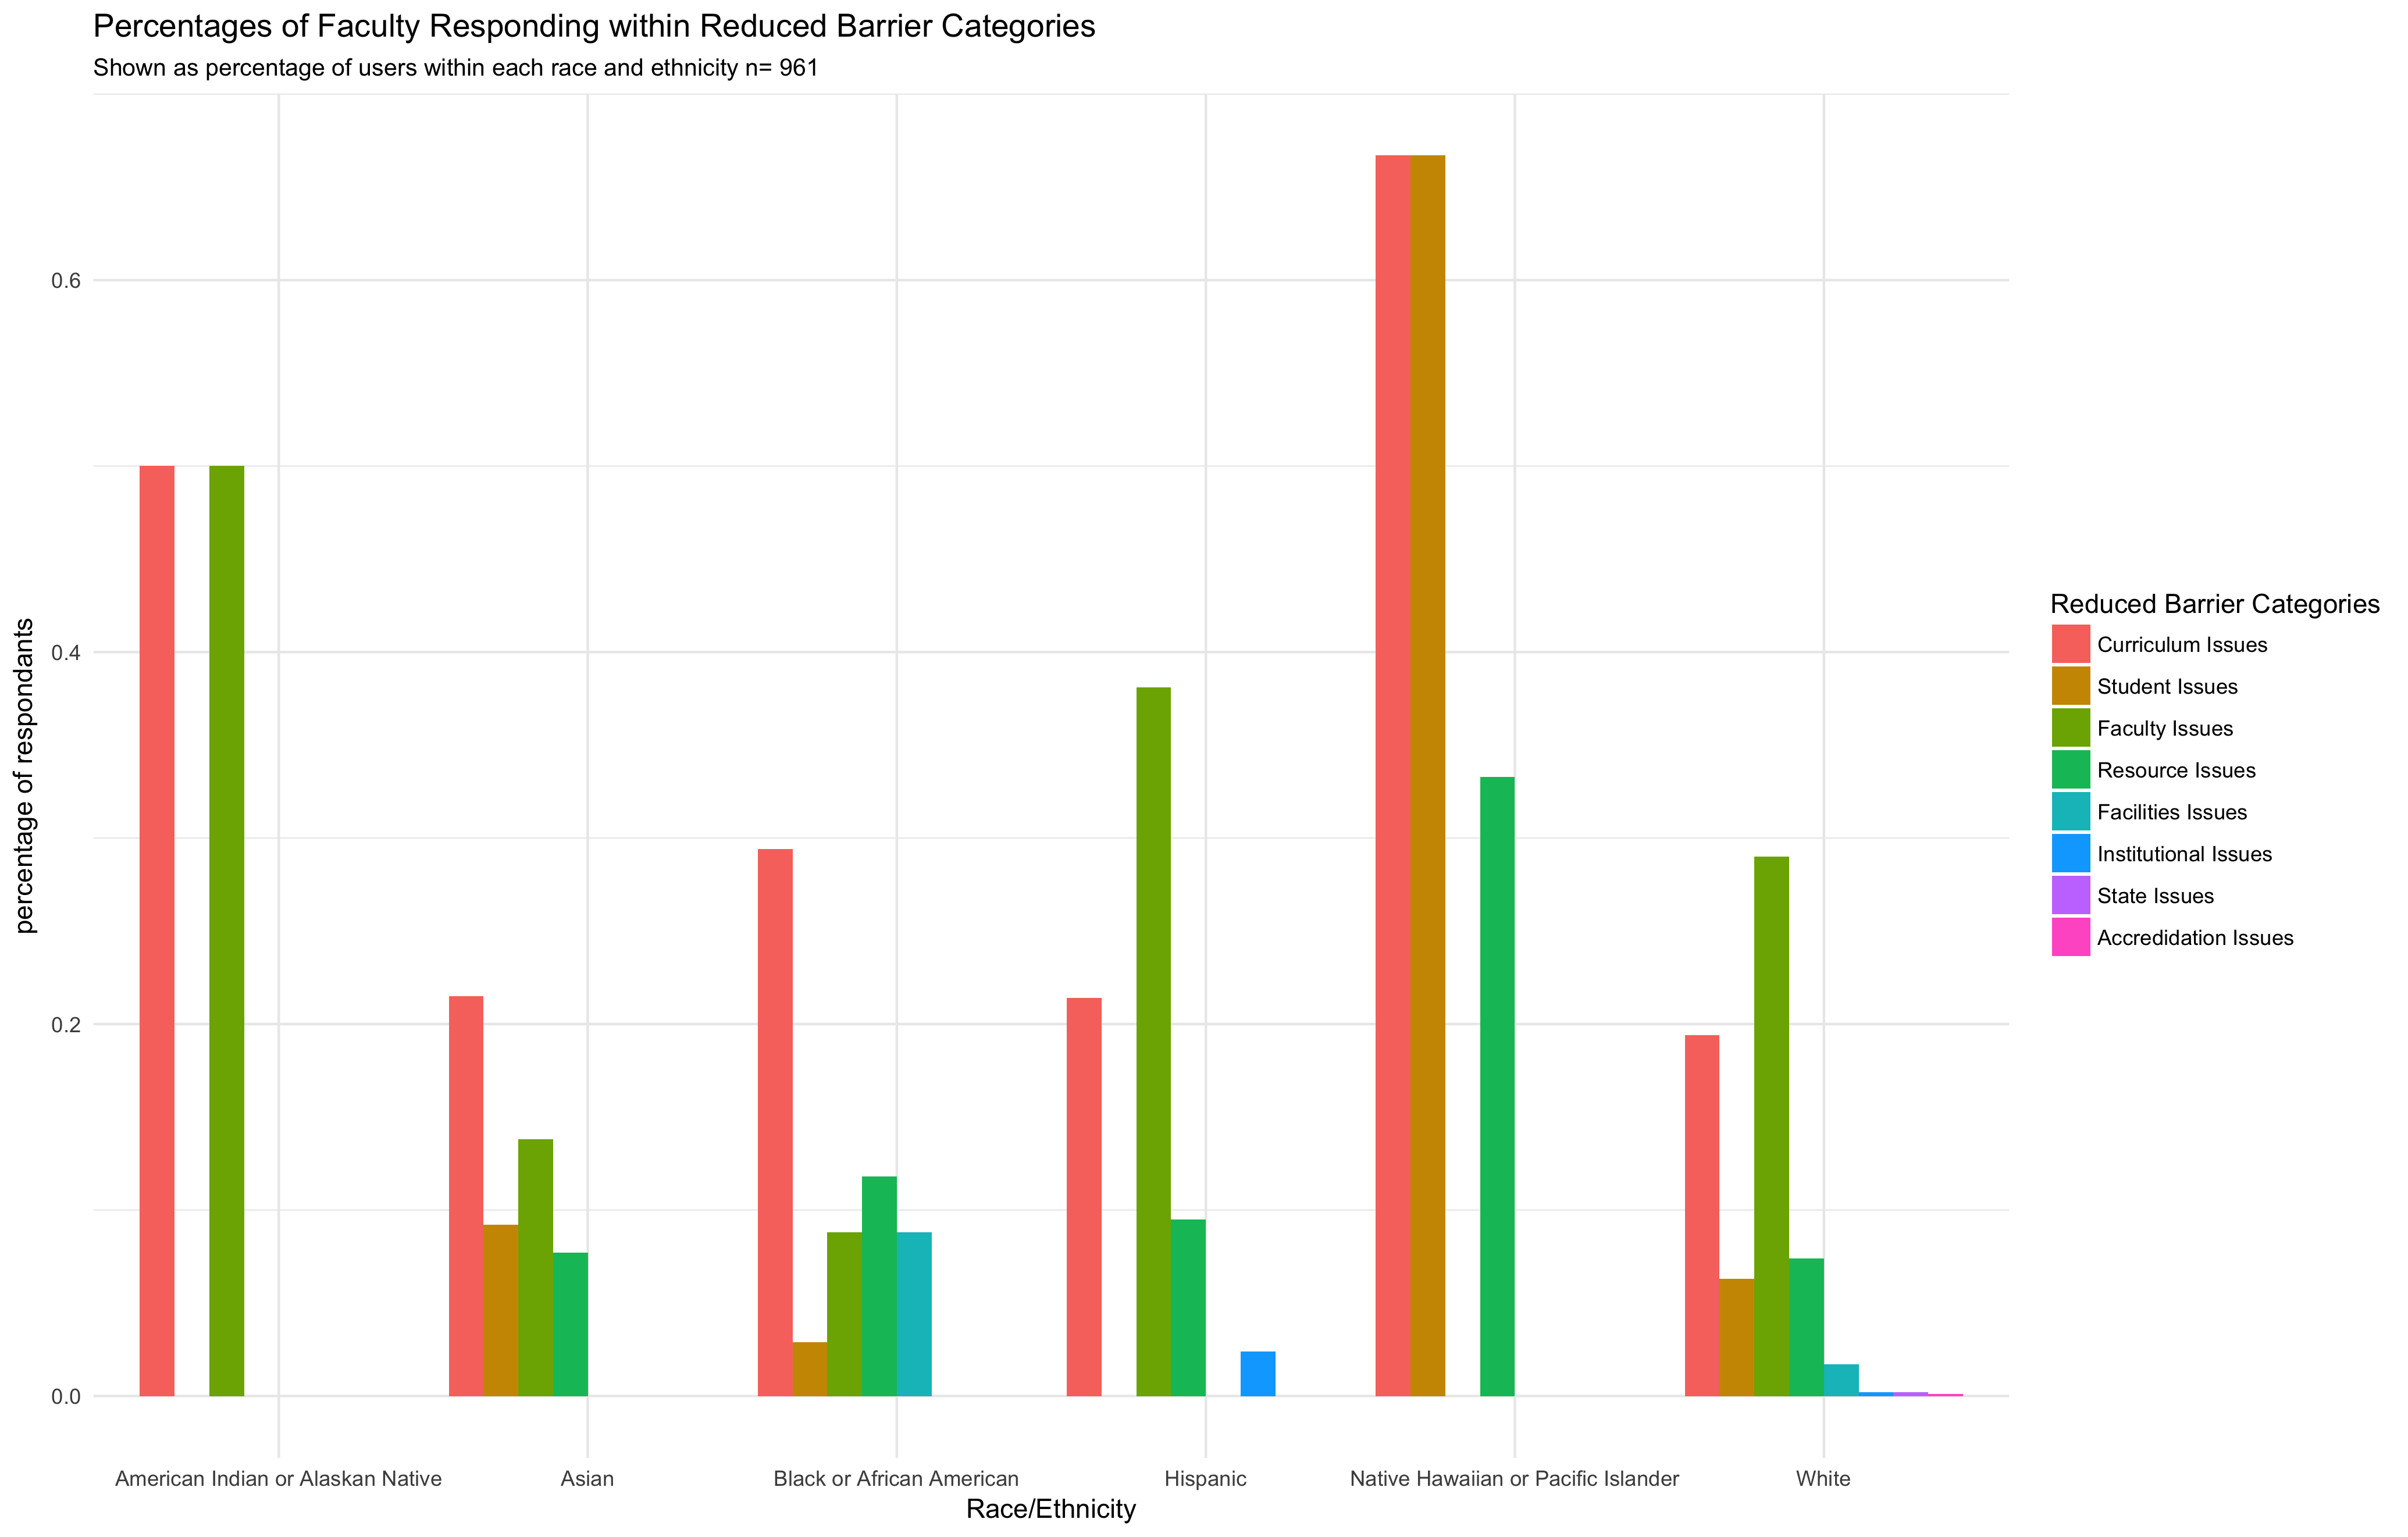 Percentages of Faculty Responding within Reduced Barrier Categories
Shown as percentage of users within each race and ethnicity n= 961
percentage of respondants
0.6
0.4
0.2
0.0
American Indian or Alaskan Native
Asian
Black or African American
Hispanic
Native Hawaiian or Pacific Islander
White
Race/Ethnicity
Reduced Barrier Categories
Curriculum Issues
Student Issues
Faculty Issues
Resource Issues
Facilities Issues
Institutional Issues
State Issues
Accredidation Issues